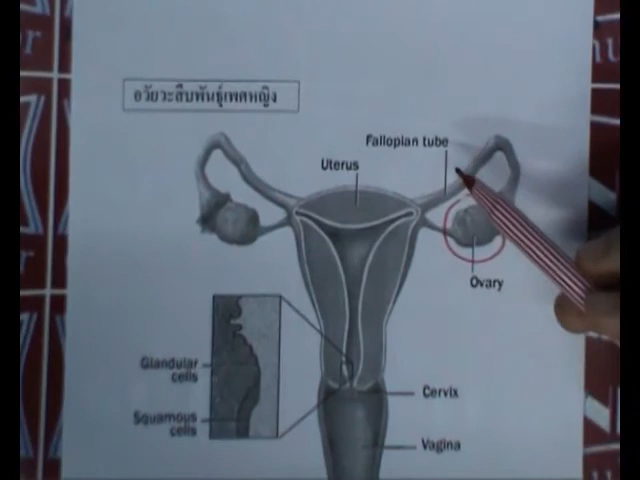 อวัยวะสืบพันธุ์เพศหญิง
Fallopian tube
Uterus
Ovary
Glandular
cells
Cervix
Squamous
cells
Vagina